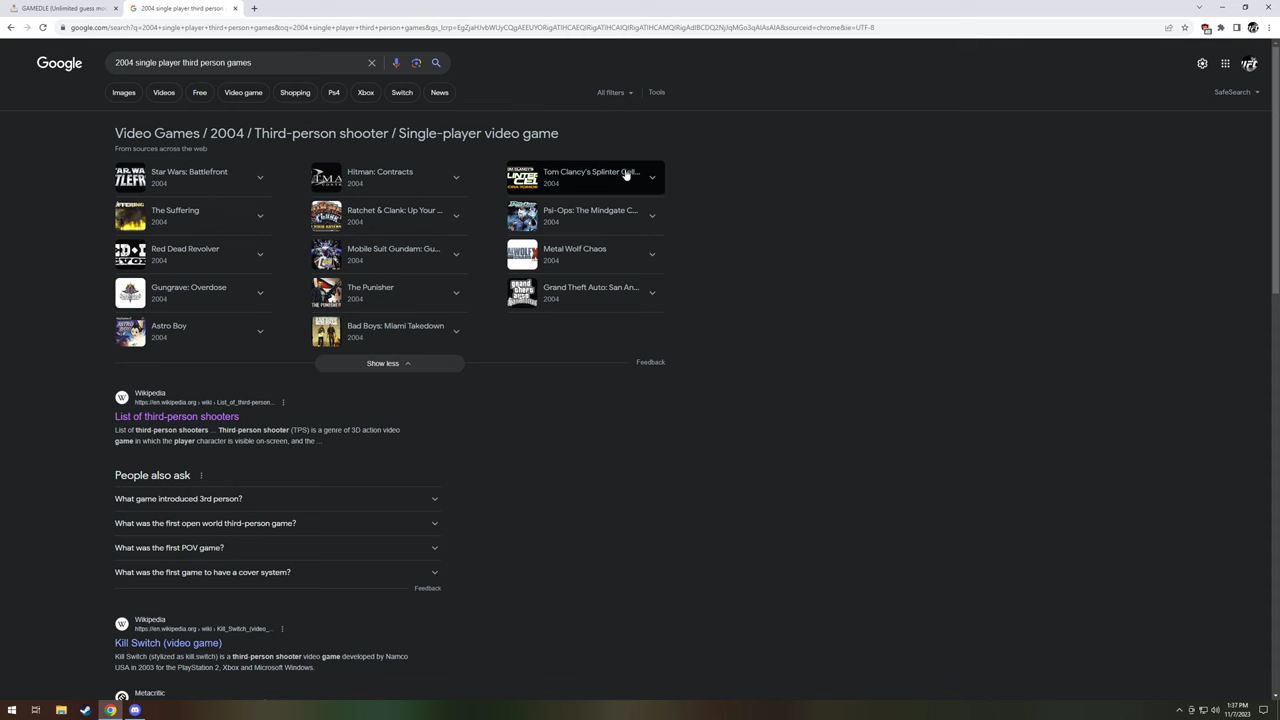 GAMEDLE (Unlimited guess mov
2004 single player third person g
google.com/search?q=2004+single+player+third+person+games&oq=2004+single+player+third+person+games&gs_lcrp=
Google
2004 single player third person games
Images
Videos
Free
Video game
Shopping
Ps4
Xbox
Switch
News
All filters
Tools
SafeSearch
Video Games / 2004 / Third-person shooter / Single-player video game
From sources across the web
Star Wars: Battlefront
2004
Hitman: Contracts
2004
Tom Clancy's Splinter Cell...
2004
The Suffering
2004
Ratchet & Clank: Up Your ...
2004
Psi-Ops: The Mindgate C...
2004
Red Dead Revolver
2004
Mobile Suit Gundam: Gu...
2004
Metal Wolf Chaos
2004
Gungrave: Overdose
2004
The Punisher
2004
Grand Theft Auto: San An...
2004
Astro Boy
2004
Bad Boys: Miami Takedown
2004
Show less
Feedback
Wikipedia
https://en.wikipedia.org › wiki › List_of_third-person...
List of third-person shooters
List of third-person shooters ... Third-person shooter (TPS) is a genre of 3D action video
game in which the player character is visible on-screen, and the ...
People also ask
What game introduced 3rd person?
What was the first open world third-person game?
What was the first POV game?
What was the first game to have a cover system?
Feedback
Wikipedia
https://en.wikipedia.org › wiki › Kill_Switch_(video_...
Kill Switch (video game)
Kill Switch (stylized as kill.switch) is a third-person shooter video game developed by Namco
USA in 2003 for the PlayStation 2, Xbox and Microsoft Windows.
Metacritic
1:37 PM
11/7/2023